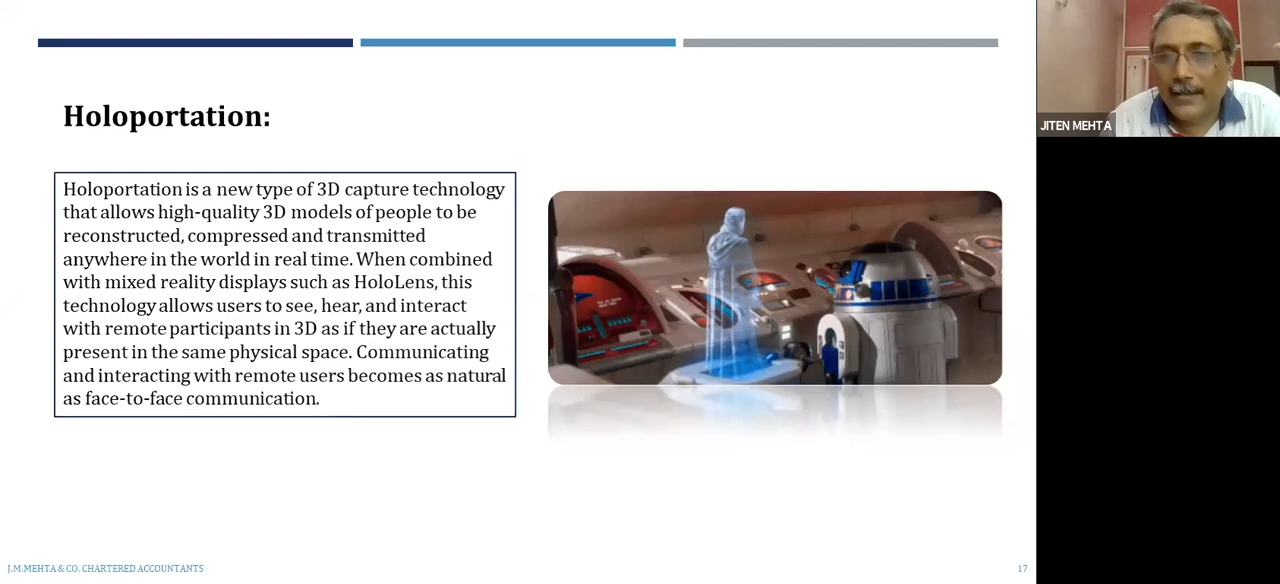 Holoportation:
Holoportation is a new type of 3D capture technology
that allows high-quality 3D models of people to be
reconstructed, compressed and transmitted
anywhere in the world in real time. When combined
with mixed reality displays such as HoloLens, this
technology allows users to see, hear, and interact
with remote participants in 3D as if they are actually
present in the same physical space. Communicating
and interacting with remote users becomes as natural
as face-to-face communication.
JITEN MEHTA
J.M.MEHTA & CO. CHARTERED ACCOUNTANTS
17